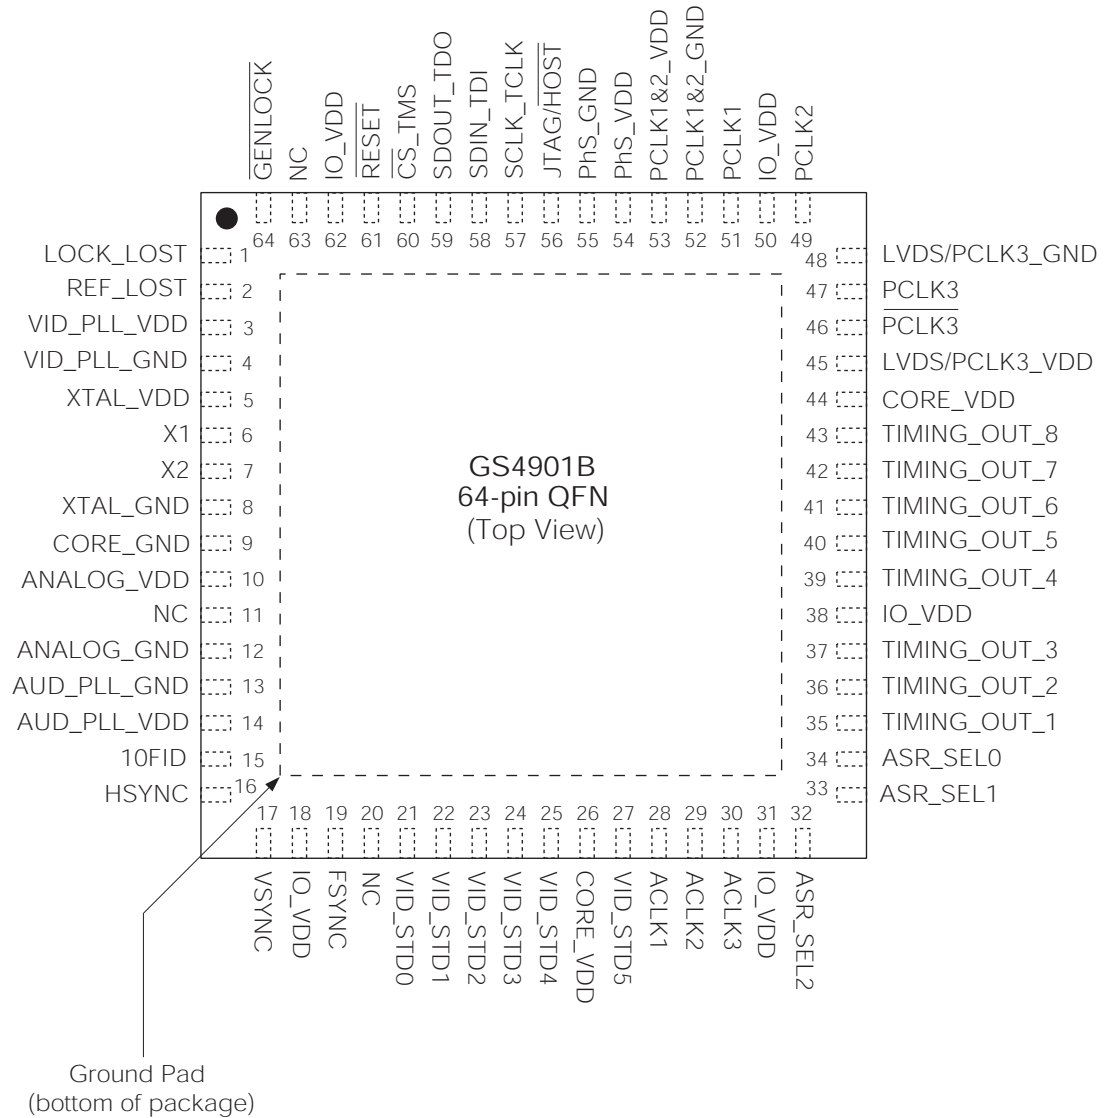 GENLOCK
NC
IO_VDD
RESET
CS_TMS
SDOUT_TDO
SDIN_TDI
SCLK_TCLK
JTAG/HOST
PhS_GND
PhS_VDD
PCLK1&2_VDD
PCLK1&2_GND
PCLK1
IO_VDD
PCLK2
64 63 62 61 60 59 58 57 56 55 54 53 52 51 50 49
LOCK_LOST 1
REF_LOST 2
VID_PLL_VDD 3
VID_PLL_GND 4
XTAL_VDD 5
X1 6
X2 7
XTAL_GND 8
CORE_GND 9
ANALOG_VDD 10
NC 11
ANALOG_GND 12
AUD_PLL_GND 13
AUD_PLL_VDD 14
10FID 15
HSYNC 16
GS4901B
64-pin QFN
(Top View)
48 LVDS/PCLK3_GND
47 PCLK3
46 PCLK3
45 LVDS/PCLK3_VDD
44 CORE_VDD
43 TIMING_OUT_8
42 TIMING_OUT_7
41 TIMING_OUT_6
40 TIMING_OUT_5
39 TIMING_OUT_4
38 IO_VDD
37 TIMING_OUT_3
36 TIMING_OUT_2
35 TIMING_OUT_1
34 ASR_SEL0
33 ASR_SEL1
17 18 19 20 21 22 23 24 25 26 27 28 29 30 31 32
VSYNC
IO_VDD
FSYNC
NC
VID_STD0
VID_STD1
VID_STD2
VID_STD3
VID_STD4
CORE_VDD
VID_STD5
ACLK1
ACLK2
ACLK3
IO_VDD
ASR_SEL2
Ground Pad
(bottom of package)